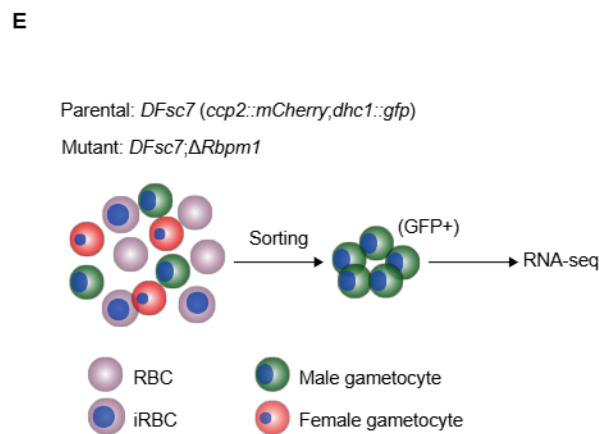 E
Parental: DFsc7 (ccp2::mCherry;dhc1::gfp)
Mutant: DFsc7;ΔRbpm1
Sorting
(GFP+)
RNA-seq
RBC
Male gametocyte
iRBC
Female gametocyte